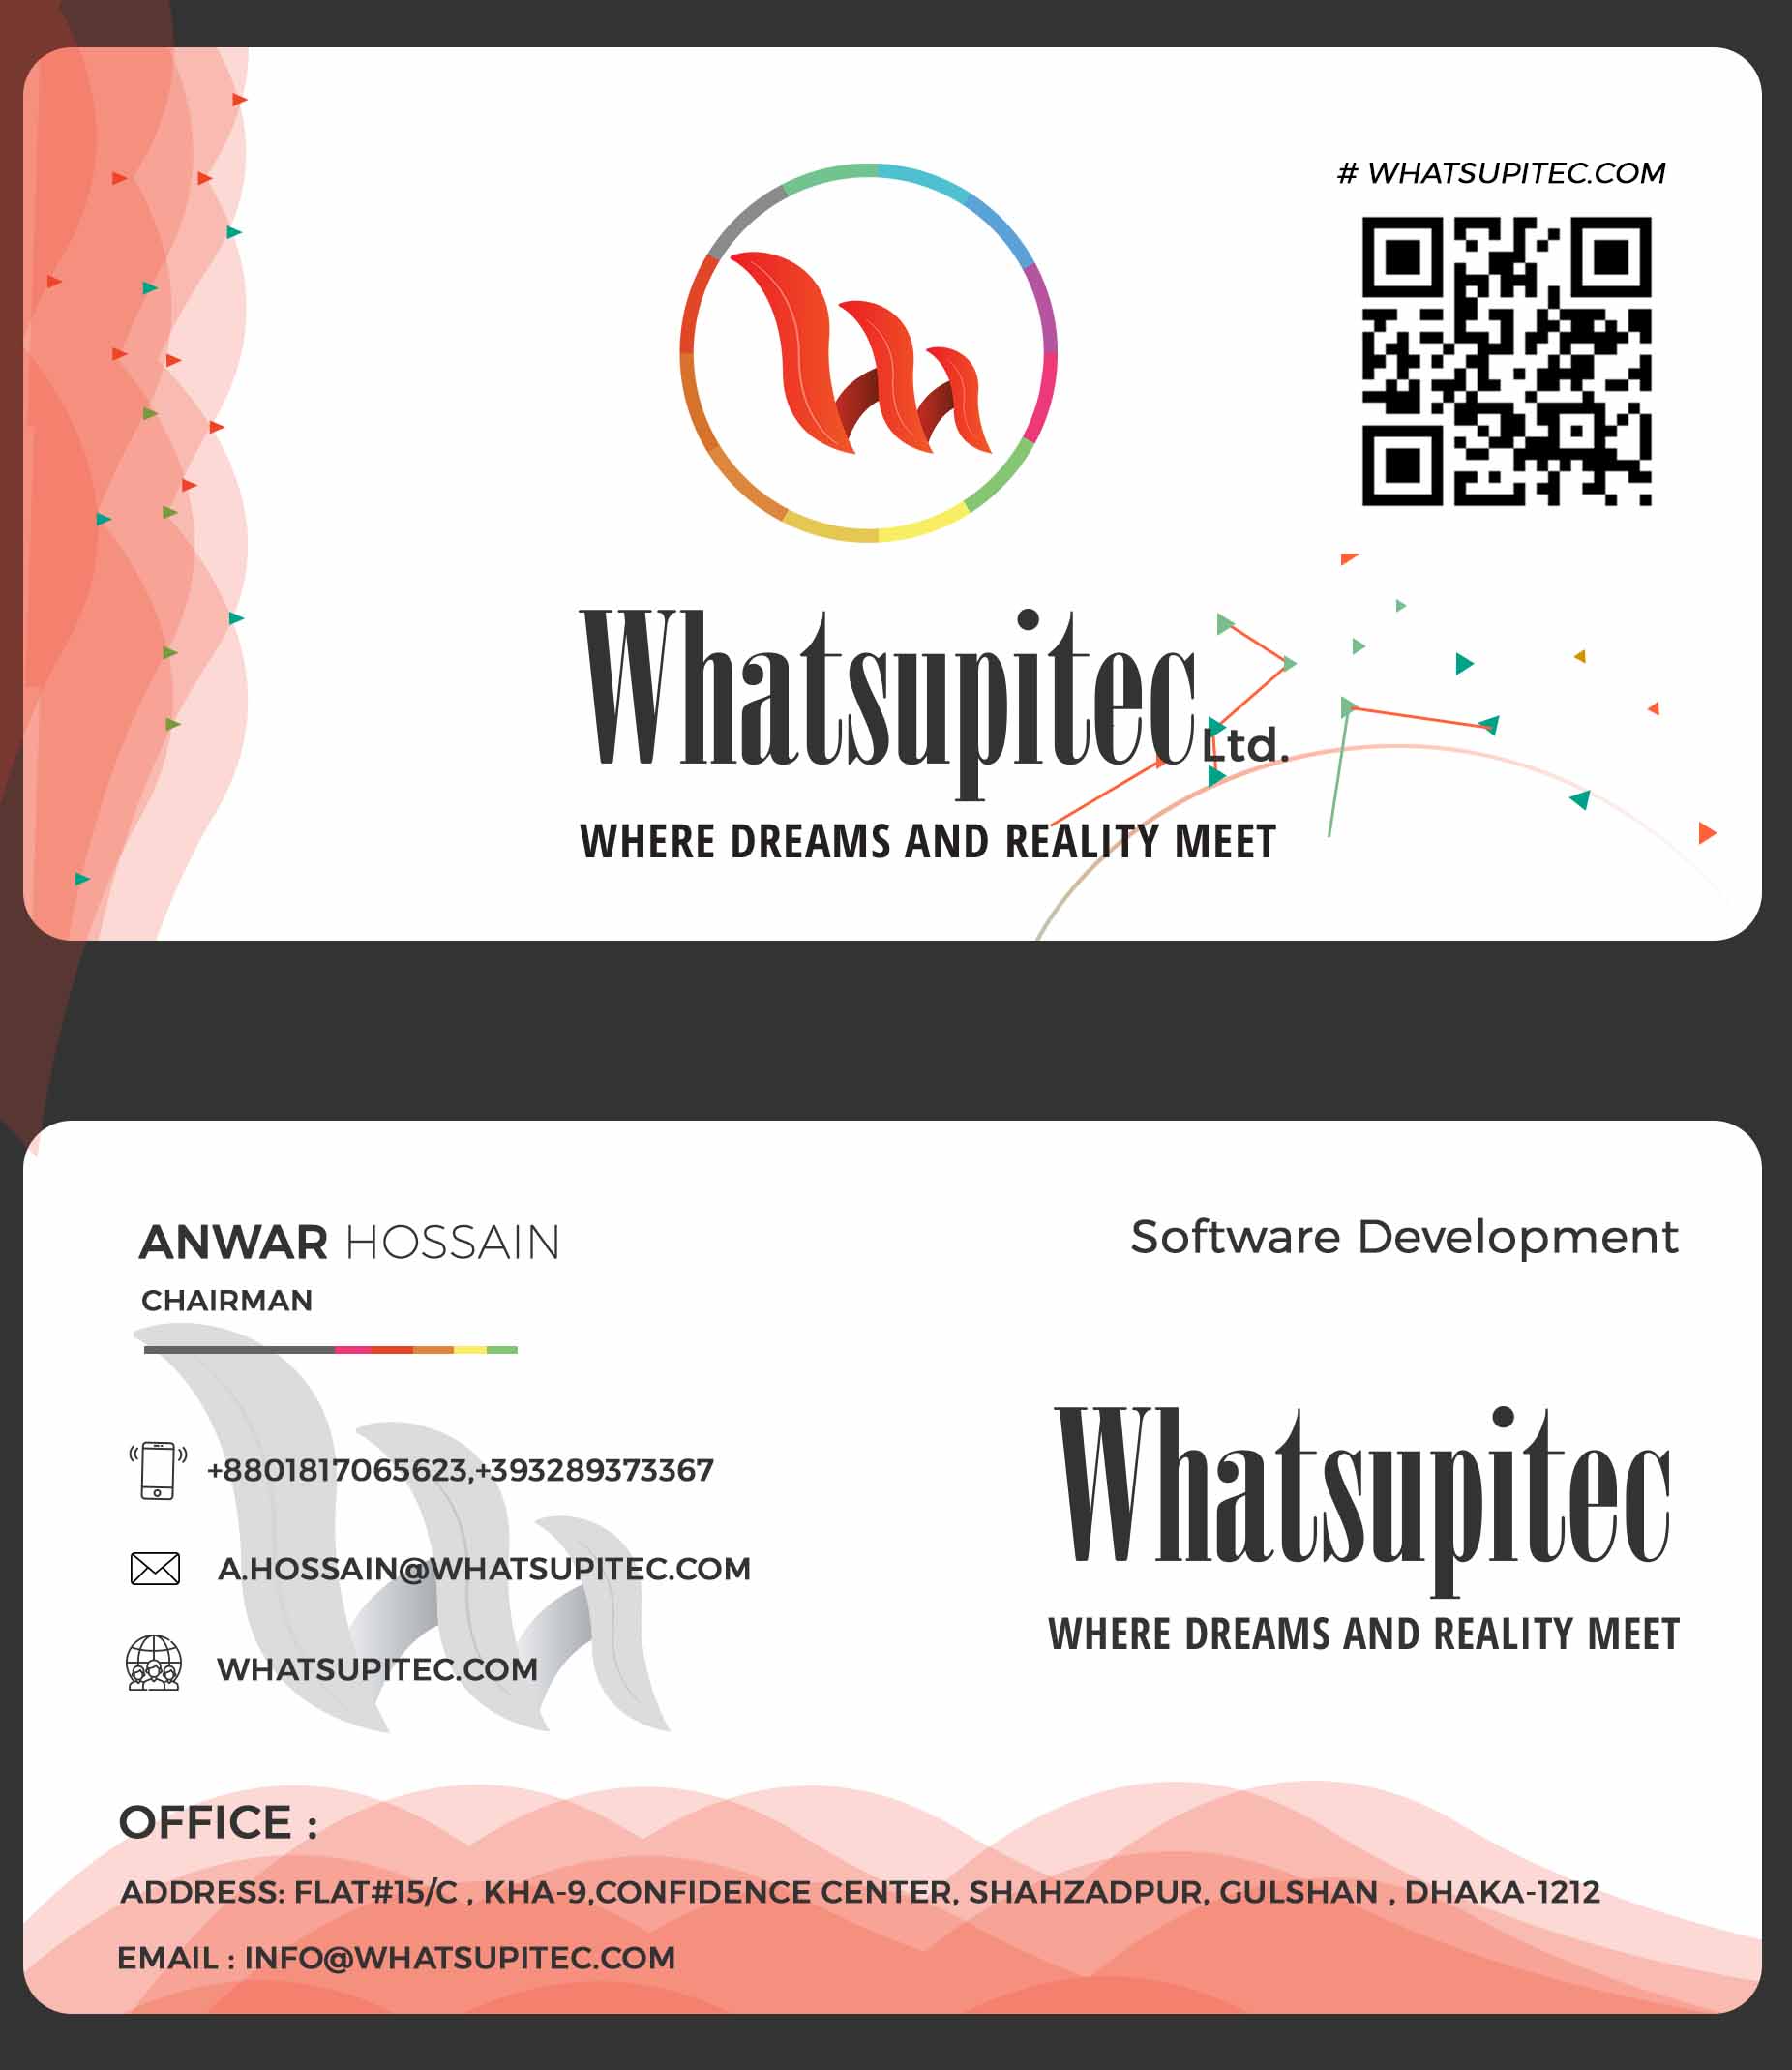 # WHATSUPITEC.COM
Whatsupitec Ltd.
WHERE DREAMS AND REALITY MEET
ANWAR HOSSAIN
CHAIRMAN
Software Development
+8801817065623,+393289373367
A.HOSSAIN@WHATSUPITEC.COM
WHATSUPITEC.COM
Whatsupitec
WHERE DREAMS AND REALITY MEET
OFFICE :
ADDRESS: FLAT#15/C , KHA-9,CONFIDENCE CENTER, SHAHZADPUR, GULSHAN , DHAKA-1212
EMAIL : INFO@WHATSUPITEC.COM